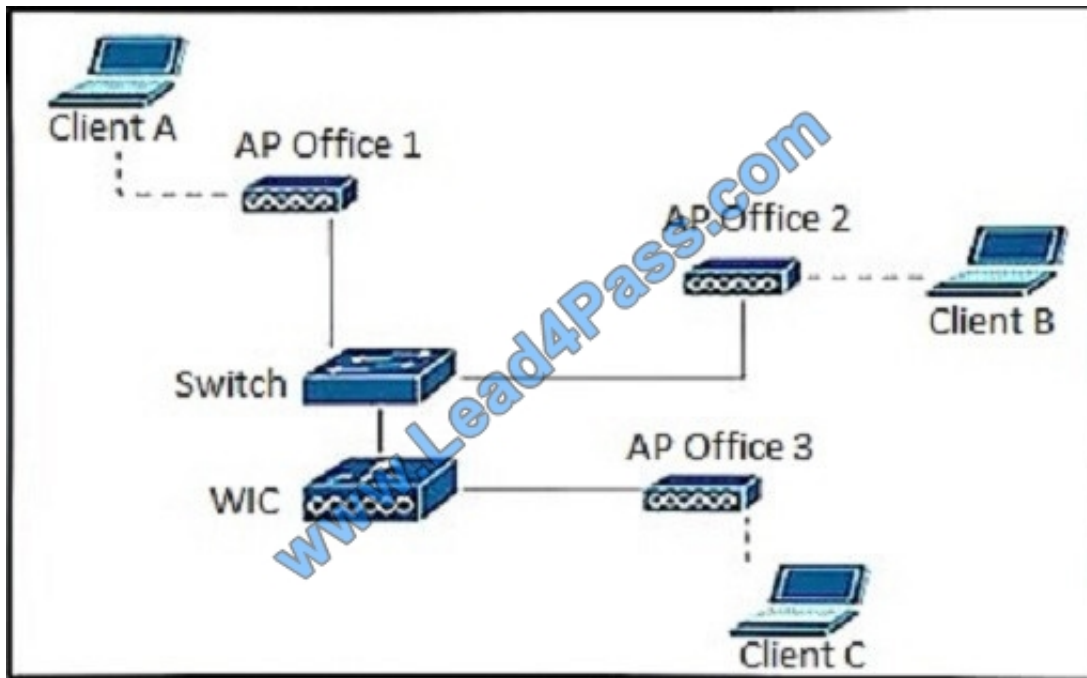 Client A
AP Office 1
AP Office 2
Client B
Switch
AP Office 3
WIC
Client C
www.Lead4Pass.com